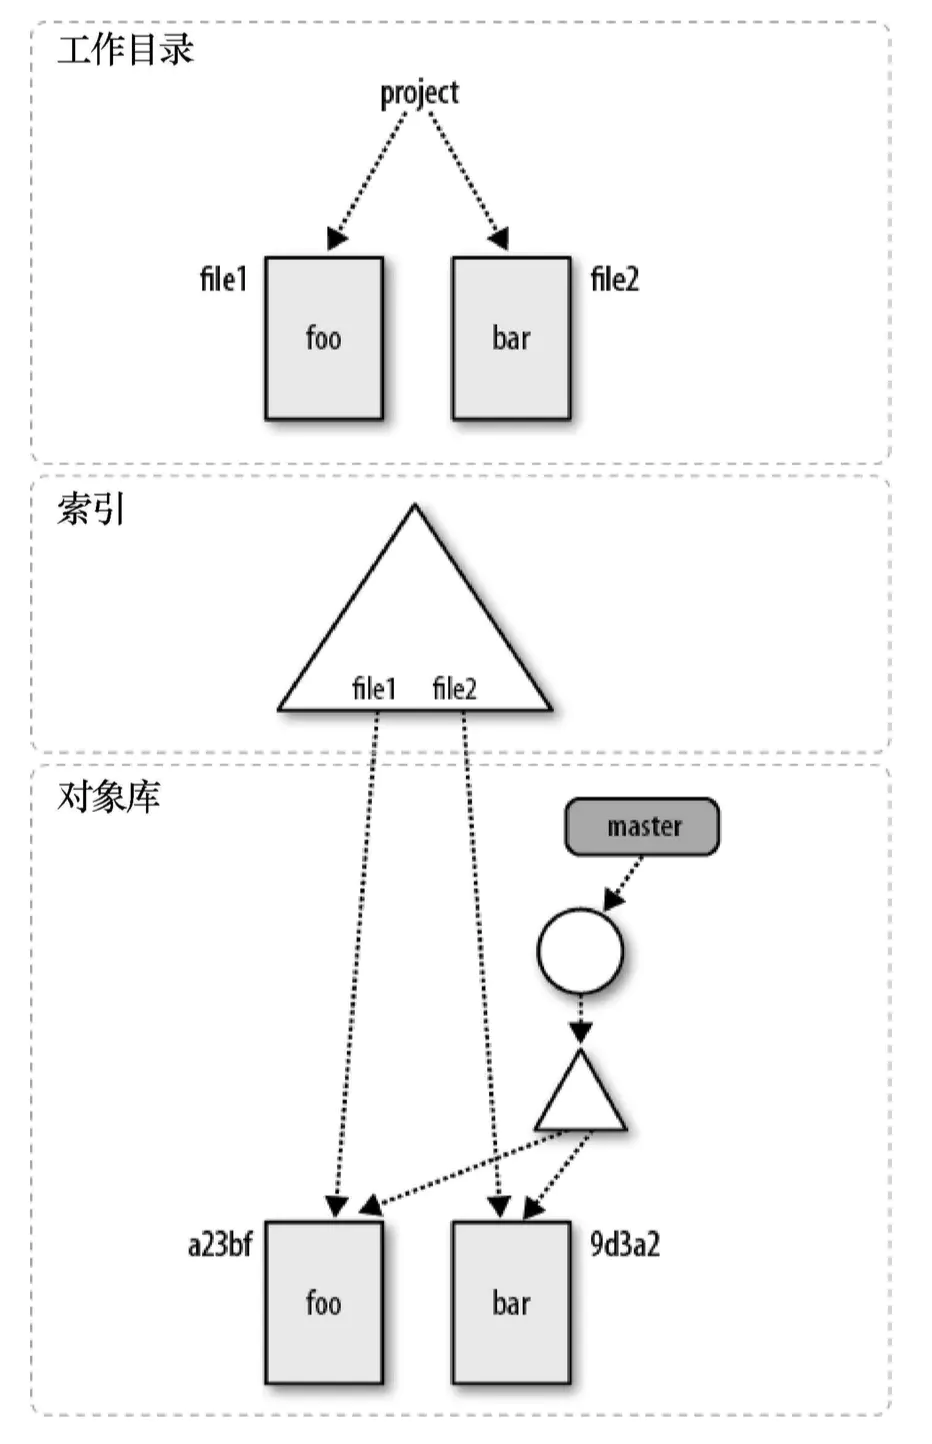 工作目录
project
file1
file2
foo
bar
索引
file1
file2
对象库
master
a23bf
9d3a2
foo
bar